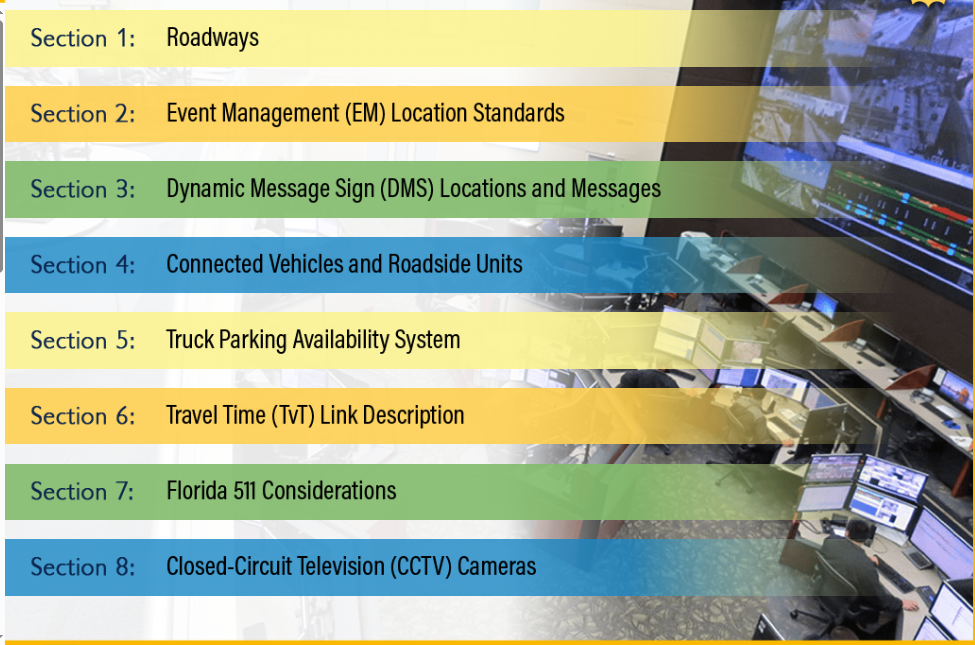 Section 1: Roadways
Section 2: Event Management (EM) Location Standards
Section 3: Dynamic Message Sign (DMS) Locations and Messages
Section 4: Connected Vehicles and Roadside Units
Section 5: Truck Parking Availability System
Section 6: Travel Time (TvT) Link Description
Section 7: Florida 511 Considerations
Section 8: Closed-Circuit Television (CCTV) Cameras